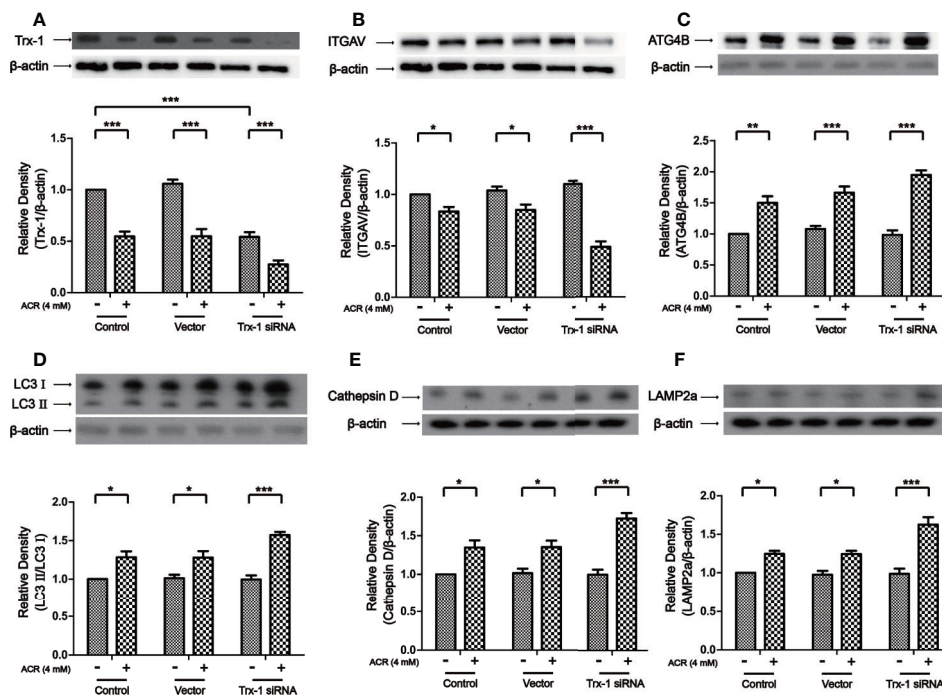 A
Trx-1
β-actin
***
*** *** ***
Relative Density
(Trx-1/β-actin)
1.5
1.0
0.5
0.0
ACR (4 mM) - + - + - +
Control Vector Trx-1 siRNA
B
ITGAV
β-actin
* * ***
Relative Density
(ITGAV/β-actin)
1.5
1.0
0.5
0.0
ACR (4 mM) - + - + - +
Control Vector Trx-1 siRNA
C
ATG4B
β-actin
** *** ***
Relative Density
(ATG4B/β-actin)
2.5
2.0
1.5
1.0
0.5
0.0
ACR (4 mM) - + - + - +
Control Vector Trx-1 siRNA
D
LC3 I
LC3 II
β-actin
* * ***
Relative Density
(LC3 II/LC3 I)
2.0
1.5
1.0
0.5
0.0
ACR (4 mM) - + - + - +
Control Vector Trx-1 siRNA
E
Cathepsin D
β-actin
* * ***
Relative Density
(Cathepsin D/β-actin)
2.0
1.5
1.0
0.5
0.0
ACR (4 mM) - + - + - +
Control Vector Trx-1 siRNA
F
LAMP2a
β-actin
* * ***
Relative Density
(LAMP2a/β-actin)
2.0
1.5
1.0
0.5
0.0
ACR (4 mM) - + - + - +
Control Vector Trx-1 siRNA